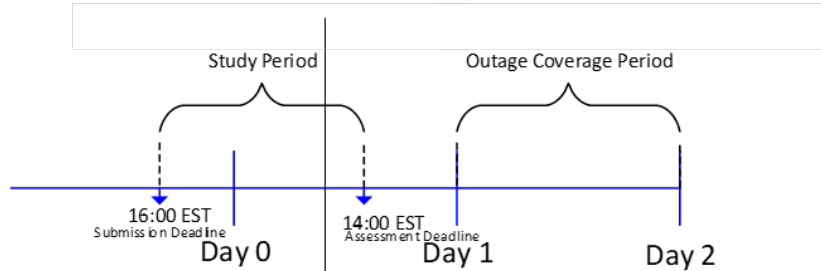 Study Period
Outage Coverage Period
16:00 EST
Submission Deadline
14:00 EST
Assessment Deadline
Day 0
Day 1
Day 2